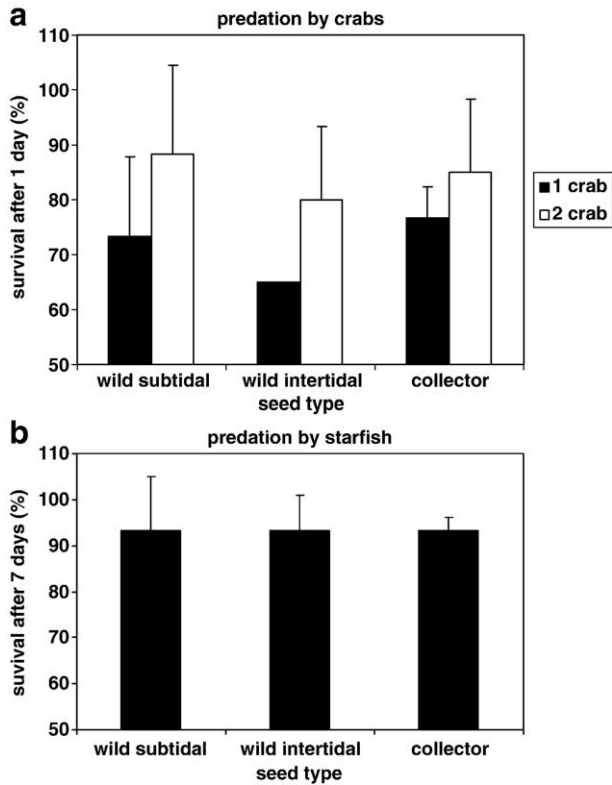 a
predation by crabs
survival after 1 day (%)
110
100
90
80
70
60
50
wild subtidal
wild intertidal
collector
seed type
1 crab
2 crab
b
predation by starfish
suvival after 7 days (%)
110
100
90
80
70
60
50
wild subtidal
wild intertidal
collector
seed type